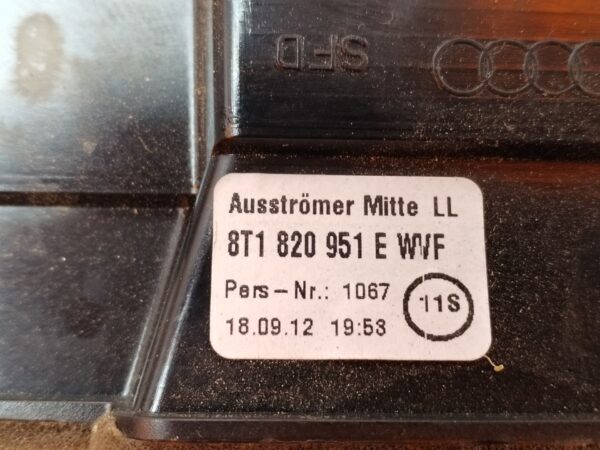 SFD
Ausströmer Mitte LL
8T1 820 951 E WVF
Pers-Nr.: 1067
11S
18.09.12 19:53